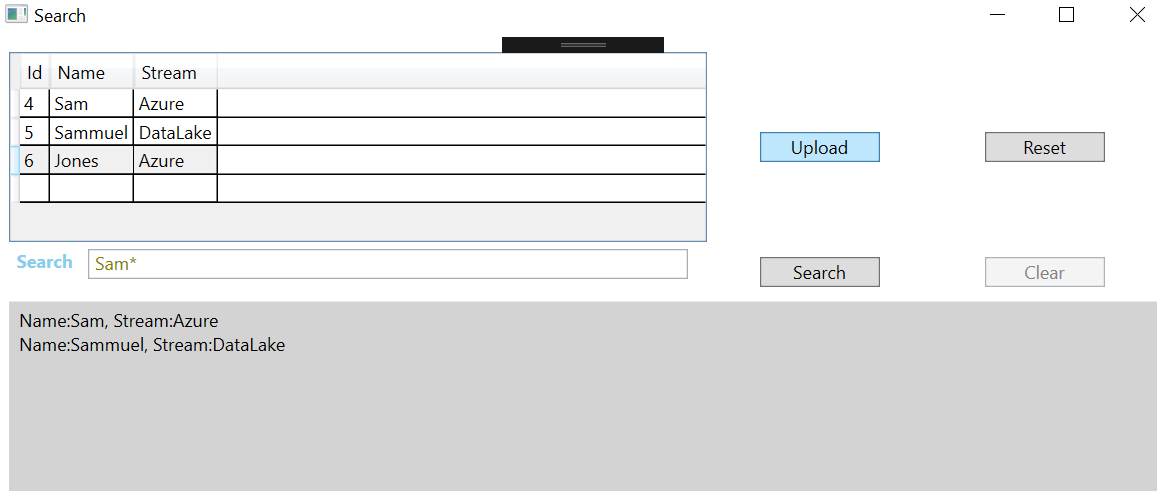 Search
Id Name Stream
4 Sam Azure
5 Sammuel DataLake
6 Jones Azure
Upload Reset
Search Sam* Search Clear
Name:Sam, Stream:Azure
Name:Sammuel, Stream:DataLake